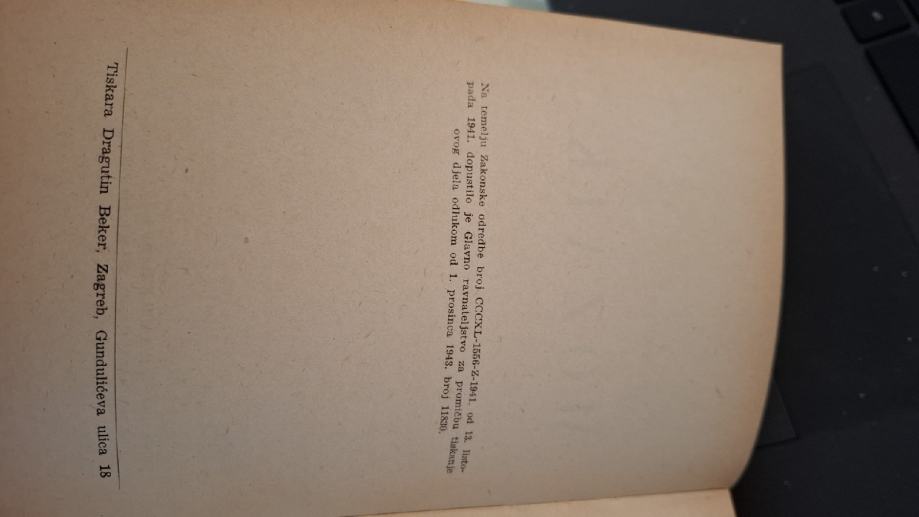 Na temelju Zakonske odredbe broj CCCXL-1556-Z-1941. od 13. listo-
pada 1941. dopustilo je Glavno ravnateljstvo za promičbu tiskanje
ovog djela odlukom od 1. prosinca 1943. broj 11830.
Tiskara Dragutin Beker, Zagreb, Gundulićeva ulica 18